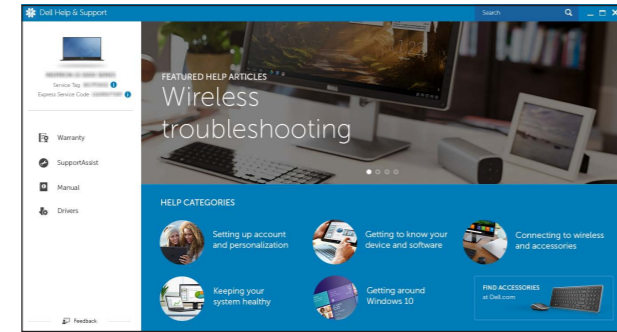 Dell Help & Support
Search
Service Tag:
Express Service Code:
Warranty
SupportAssist
Manual
Drivers
Feedback
FEATURED HELP ARTICLES
Wireless
troubleshooting
HELP CATEGORIES
Setting up account
and personalization
Getting to know your
device and software
Connecting to wireless
and accessories
Keeping your
system healthy
Getting around
Windows 10
FIND ACCESSORIES
at Dell.com